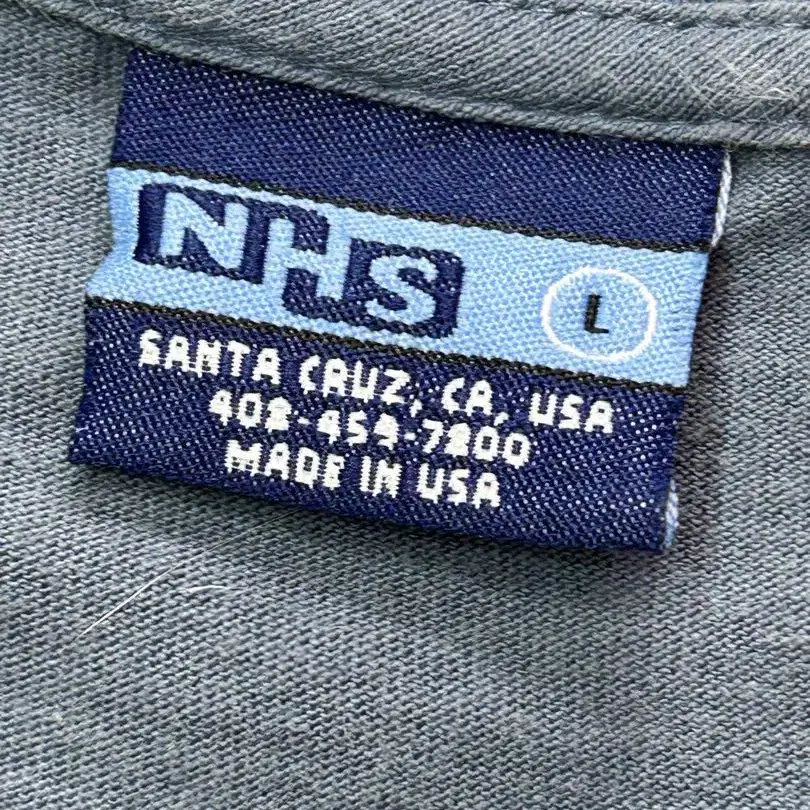 NHS L
SANTA CRUZ, CA, USA
408-459-7800
MADE IN USA